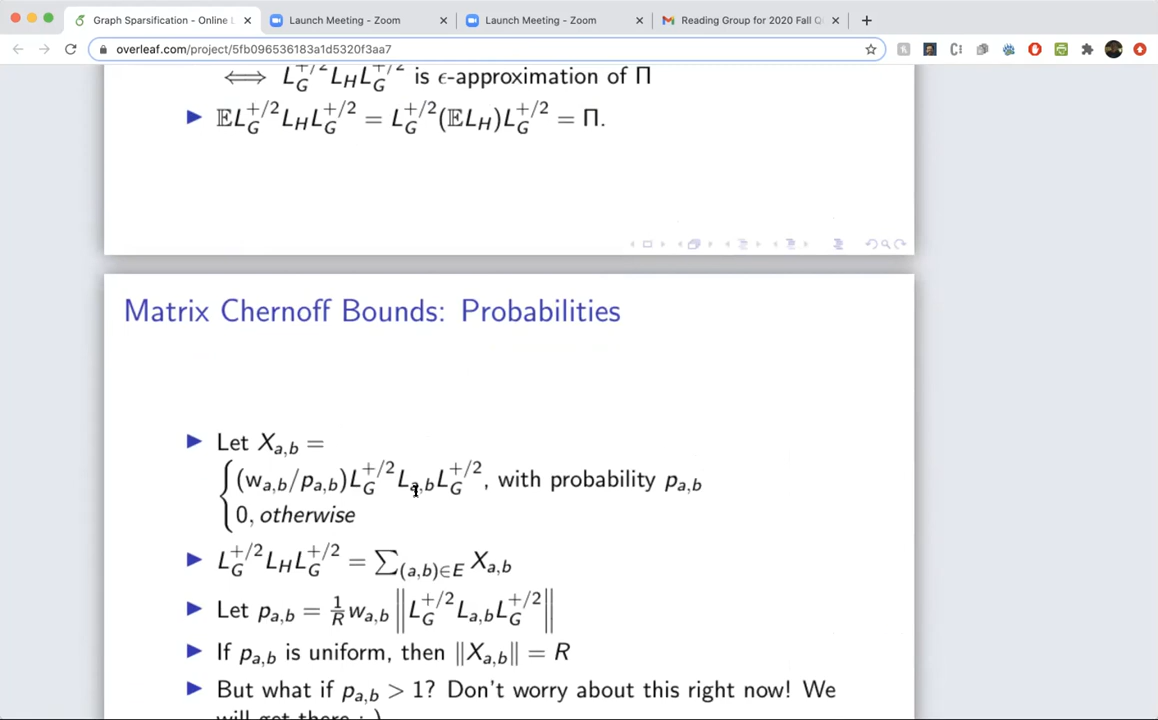 Graph Sparsification - Online L
Launch Meeting - Zoom
Launch Meeting - Zoom
Reading Group for 2020 Fall Q
overleaf.com/project/5fb096536183a1d5320f3aa7
⟺ L_G^{+/2} L_H L_G^{+/2} is ϵ-approximation of Π
▶ 𝔼L_G^{+/2} L_H L_G^{+/2} = L_G^{+/2}(𝔼L_H)L_G^{+/2} = Π.
Matrix Chernoff Bounds: Probabilities
▶ Let X_{a,b} =
{ (w_{a,b}/p_{a,b})L_G^{+/2} L_{a,b} L_G^{+/2}, with probability p_{a,b}
0, otherwise
▶ L_G^{+/2} L_H L_G^{+/2} = ∑_{(a,b)∈E} X_{a,b}
▶ Let p_{a,b} = 1/R w_{a,b} ‖L_G^{+/2} L_{a,b} L_G^{+/2}‖
▶ If p_{a,b} is uniform, then ‖X_{a,b}‖ = R
▶ But what if p_{a,b} > 1? Don't worry about this right now! We
will get there : )